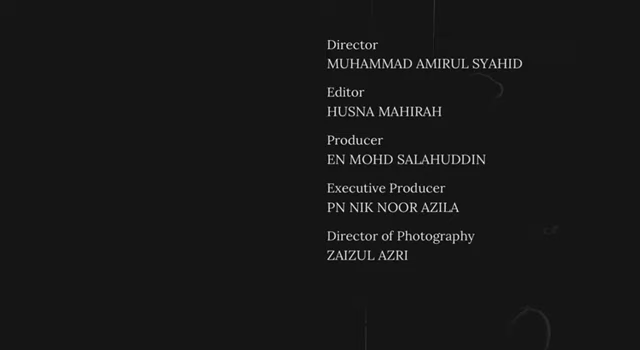 Director
MUHAMMAD AMIRUL SYAHID
Editor
HUSNA MAHIRAH
Producer
EN MOHD SALAHUDDIN
Executive Producer
PN NIK NOOR AZILA
Director of Photography
ZAIZUL AZRI